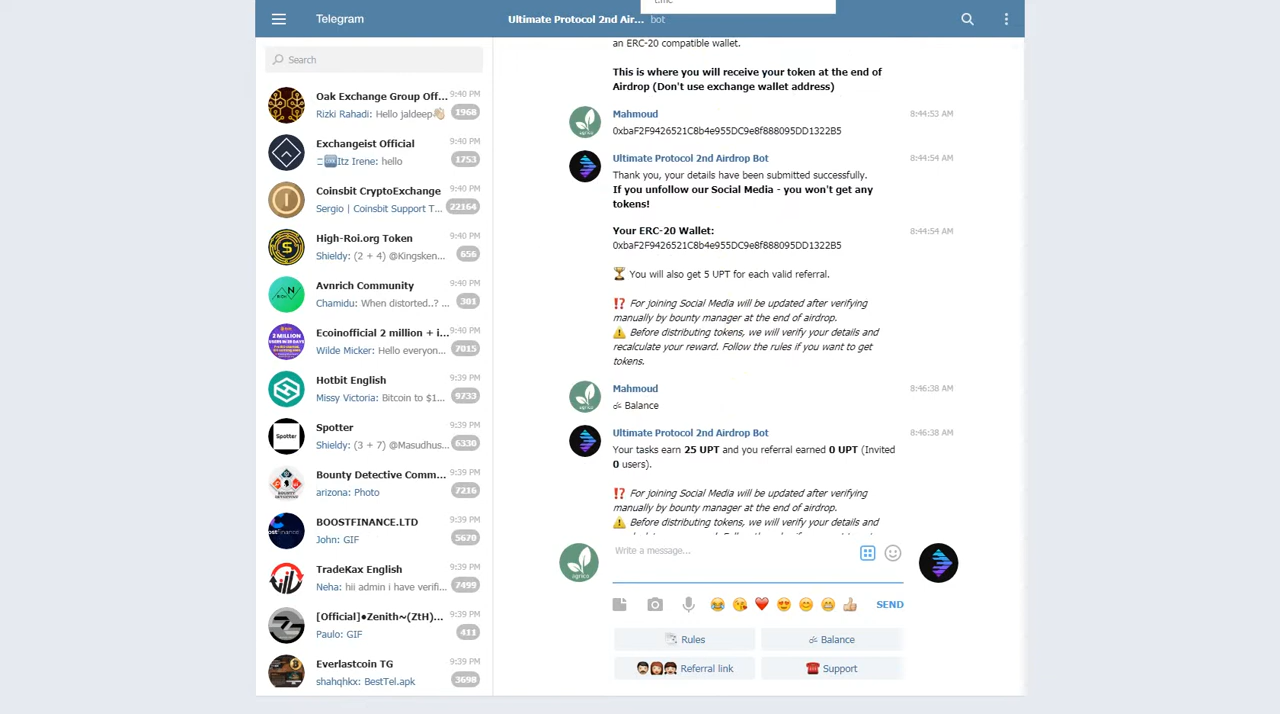 Telegram
Ultimate Protocol 2nd Air... bot
Search
Oak Exchange Group Off... 9:40 PM
Rizki Rahadi: Hello jaldeep👏🏻 1968
Exchangeist Official 9:40 PM
Itz Irene: hello 1753
Coinsbit CryptoExchange 9:40 PM
Sergio | Coinsbit Support T... 22164
High-Roi.org Token 9:40 PM
Shieldy: (2 + 4) @Kingsken... 656
Avnrich Community 9:40 PM
Chamidu: When distorted..? ... 301
Ecoinofficial 2 million + i... 9:40 PM
Wilde Micker: Hello everyon... 7015
Hotbit English 9:39 PM
Missy Victoria: Bitcoin to $1... 9733
Spotter 9:39 PM
Shieldy: (3 + 7) @Masudhus... 6330
Bounty Detective Comm... 9:39 PM
arizona: Photo 7216
BOOSTFINANCE.LTD 9:39 PM
John: GIF 5670
TradeKax English 9:39 PM
Neha: hii admin i have verifi... 7499
[Official]•Zenith~(ZtH)... 9:39 PM
Paulo: GIF 411
Everlastcoin TG 9:39 PM
shahqhkx: BestTel.apk 3698
an ERC-20 compatible wallet.
This is where you will receive your token at the end of
Airdrop (Don't use exchange wallet address)
Mahmoud 8:44:53 AM
0xbaF2F9426521C8b4e955DC9e8f888095DD1322B5
Ultimate Protocol 2nd Airdrop Bot 8:44:54 AM
Thank you, your details have been submitted successfully.
If you unfollow our Social Media - you won't get any
tokens!
Your ERC-20 Wallet: 8:44:54 AM
0xbaF2F9426521C8b4e955DC9e8f888095DD1322B5
⏳ You will also get 5 UPT for each valid referral.
⁉️ For Joining Social Media will be updated after verifying
manually by bounty manager at the end of airdrop.
⚠️ Before distributing tokens, we will verify your details and
recalculate your reward. Follow the rules if you want to get
tokens.
Mahmoud 8:46:38 AM
Balance
Ultimate Protocol 2nd Airdrop Bot 8:46:38 AM
Your tasks earn 25 UPT and you referral earned 0 UPT (Invited
0 users).
⁉️ For Joining Social Media will be updated after verifying
manually by bounty manager at the end of airdrop.
⚠️ Before distributing tokens, we will verify your details and
Write a message...
SEND
Rules
Balance
Referral link
Support